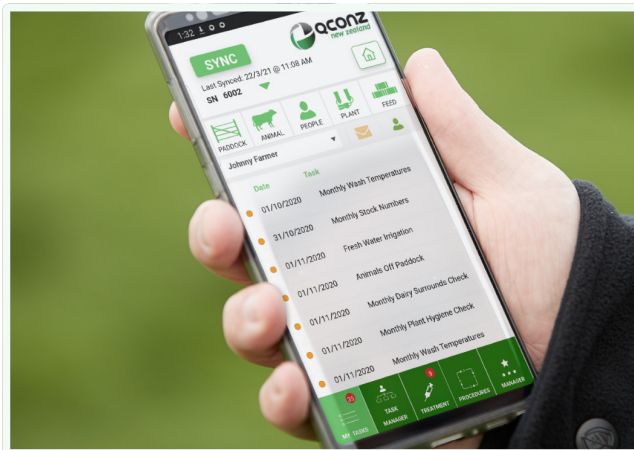 1:32
QCONZ
new zealand
SYNC
Last Synced: 22/3/21 @ 11:08 AM
SN 6002
PADDOCK ANIMAL PEOPLE PLANT FEED
Johnny Farmer
Date Task
01/10/2020 Monthly Wash Temperatures
31/10/2020 Monthly Stock Numbers
01/11/2020 Fresh Water Irrigation
01/11/2020 Animals Off Paddock
01/11/2020 Monthly Dairy Surrounds Check
01/11/2020 Monthly Plant Hygiene Check
01/11/2020 Monthly Wash Temperatures
MY TASKS
TASK MANAGER
TREATMENT
PROCEDURES
MANAGER